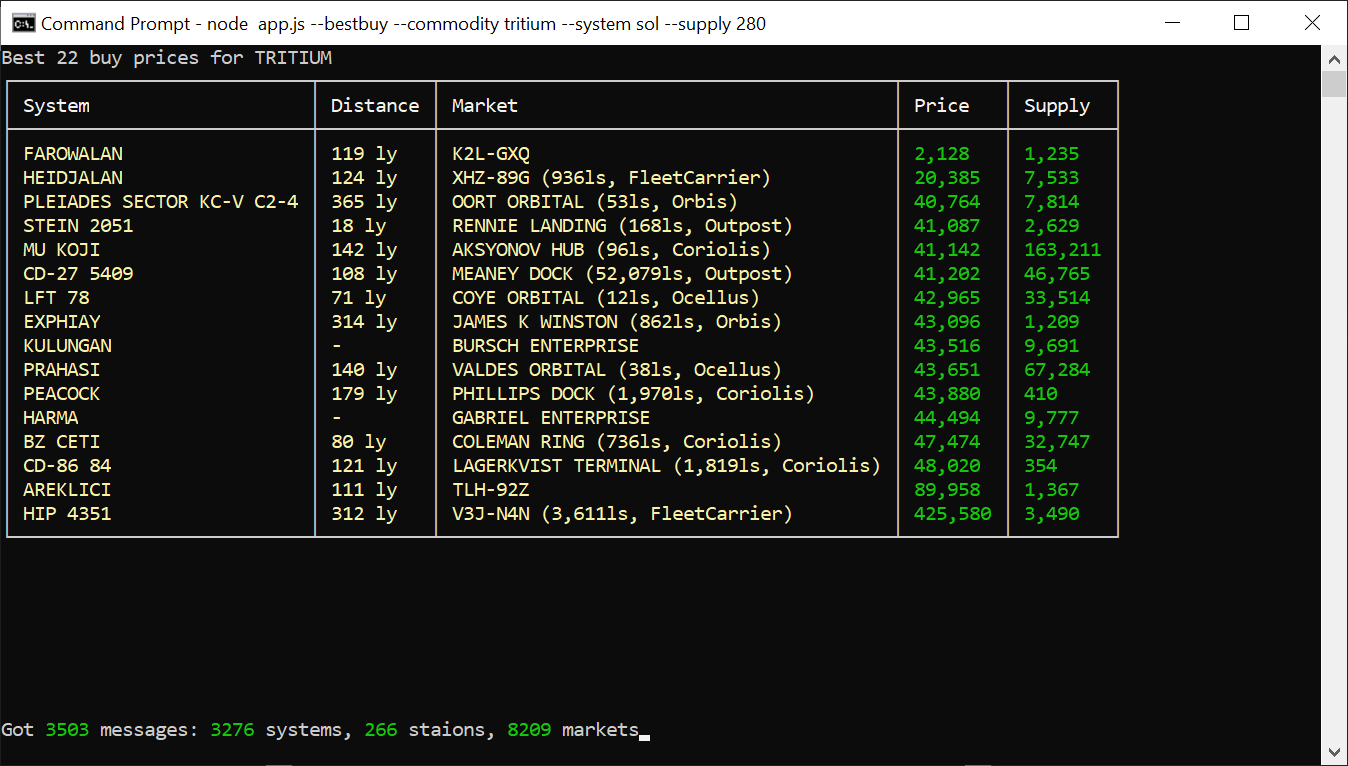 Command Prompt - node  app.js --bestbuy --commodity tritium --system sol --supply 280
Best 22 buy prices for TRITIUM
System Distance Market Price Supply
FAROWALAN 119 ly K2L-GXQ 2,128 1,235
HEIDJALAN 124 ly XHZ-89G (936ls, FleetCarrier) 20,385 7,533
PLEIADES SECTOR KC-V C2-4 365 ly OORT ORBITAL (53ls, Orbis) 40,764 7,814
STEIN 2051 18 ly RENNIE LANDING (168ls, Outpost) 41,087 2,629
MU KOJI 142 ly AKSYONOV HUB (96ls, Coriolis) 41,142 163,211
CD-27 5409 108 ly MEANEY DOCK (52,079ls, Outpost) 41,202 46,765
LFT 78 71 ly COYE ORBITAL (12ls, Ocellus) 42,965 33,514
EXPHIAY 314 ly JAMES K WINSTON (862ls, Orbis) 43,096 1,209
KULUNGAN - BURSCH ENTERPRISE 43,516 9,691
PRAHASI 140 ly VALDES ORBITAL (38ls, Ocellus) 43,651 67,284
PEACOCK 179 ly PHILLIPS DOCK (1,970ls, Coriolis) 43,880 410
HARMA - GABRIEL ENTERPRISE 44,494 9,777
BZ CETI 80 ly COLEMAN RING (736ls, Coriolis) 47,474 32,747
CD-86 84 121 ly LAGERKVIST TERMINAL (1,819ls, Coriolis) 48,020 354
AREKLICI 111 ly TLH-92Z 89,958 1,367
HIP 4351 312 ly V3J-N4N (3,611ls, FleetCarrier) 425,580 3,490
Got 3503 messages: 3276 systems, 266 staions, 8209 markets